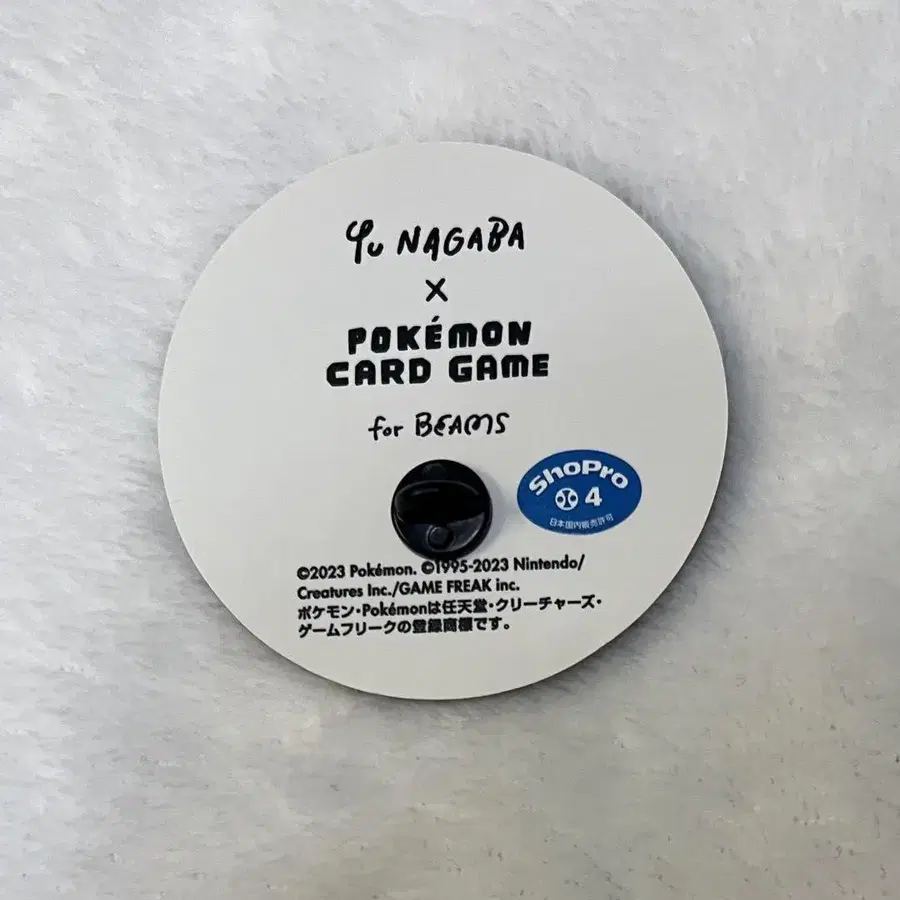 Yu NAGABA
×
POKÉMON
CARD GAME
for BEAMS
ShoPro
4
日本国内販売許可
©2023 Pokémon. ©1995-2023 Nintendo/
Creatures Inc./GAME FREAK inc.
ポケモン・Pokémonは任天堂・クリーチャーズ・
ゲームフリークの登録商標です。